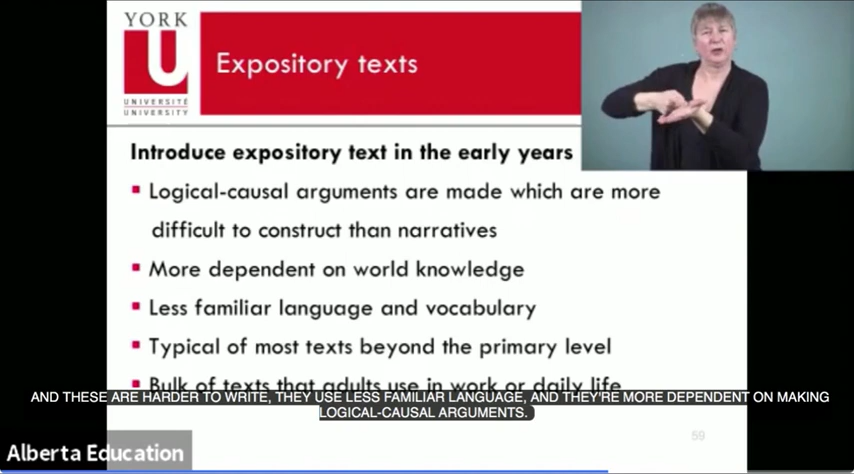 YORK
U
UNIVERSITÉ
UNIVERSITY
Expository texts
Introduce expository text in the early years
Logical-causal arguments are made which are more
difficult to construct than narratives
More dependent on world knowledge
Less familiar language and vocabulary
Typical of most texts beyond the primary level
Bulk of texts that adults use in work or daily life
AND THESE ARE HARDER TO WRITE, THEY USE LESS FAMILIAR LANGUAGE, AND THEY'RE MORE DEPENDENT ON MAKING
LOGICAL-CAUSAL ARGUMENTS.
59
Alberta Education